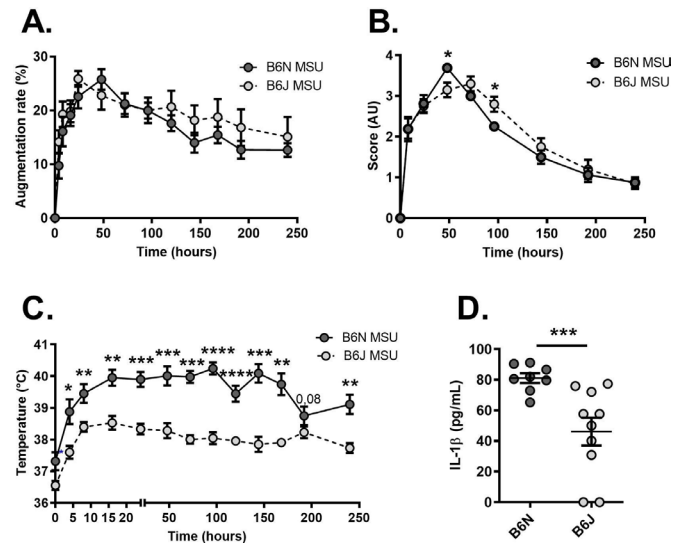 A.
B6N MSU
B6J MSU
Augmentation rate (%)
30
20
10
0
0 50 100 150 200 250
Time (hours)
B.
B6N MSU
B6J MSU
Score (AU)
4
3
2
1
0
* *
0 50 100 150 200 250
Time (hours)
C.
B6N MSU
B6J MSU
Temperature (°C)
42
40
38
36
* ** ** *** *** *** **** **** *** ** 0.08 **
0 5 10 15 20 50 100 150 200 250
Time (hours)
D.
***
IL-1β (pg/mL)
100
80
60
40
20
0
B6N B6J